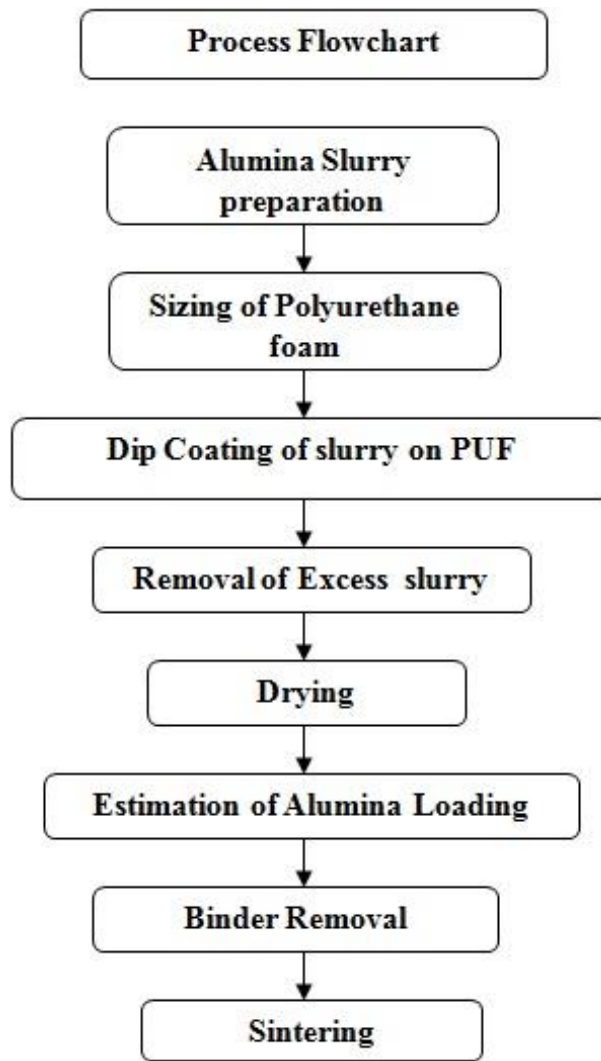 Process Flowchart
Alumina Slurry
preparation
Sizing of Polyurethane
foam
Dip Coating of slurry on PUF
Removal of Excess slurry
Drying
Estimation of Alumina Loading
Binder Removal
Sintering